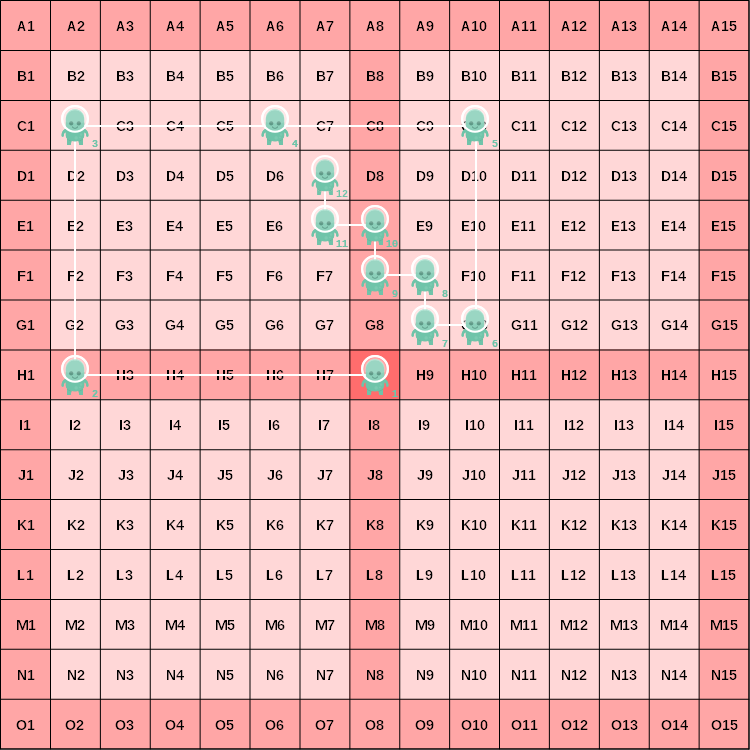 A1 A2 A3 A4 A5 A6 A7 A8 A9 A10 A11 A12 A13 A14 A15
B1 B2 B3 B4 B5 B6 B7 B8 B9 B10 B11 B12 B13 B14 B15
C1 C3 C4 C5 C7 C8 C9 C11 C12 C13 C14 C15
3 4 5
D1 D2 D3 D4 D5 D6 D8 D9 D10 D11 D12 D13 D14 D15
12
E1 E2 E3 E4 E5 E6 E9 E10 E11 E12 E13 E14 E15
11 10
F1 F2 F3 F4 F5 F6 F7 F10 F11 F12 F13 F14 F15
9 8
G1 G2 G3 G4 G5 G6 G7 G8 G11 G12 G13 G14 G15
7 6
H1 H3 H4 H5 H6 H7 H9 H10 H11 H12 H13 H14 H15
2 1
I1 I2 I3 I4 I5 I6 I7 I8 I9 I10 I11 I12 I13 I14 I15
J1 J2 J3 J4 J5 J6 J7 J8 J9 J10 J11 J12 J13 J14 J15
K1 K2 K3 K4 K5 K6 K7 K8 K9 K10 K11 K12 K13 K14 K15
L1 L2 L3 L4 L5 L6 L7 L8 L9 L10 L11 L12 L13 L14 L15
M1 M2 M3 M4 M5 M6 M7 M8 M9 M10 M11 M12 M13 M14 M15
N1 N2 N3 N4 N5 N6 N7 N8 N9 N10 N11 N12 N13 N14 N15
O1 O2 O3 O4 O5 O6 O7 O8 O9 O10 O11 O12 O13 O14 O15